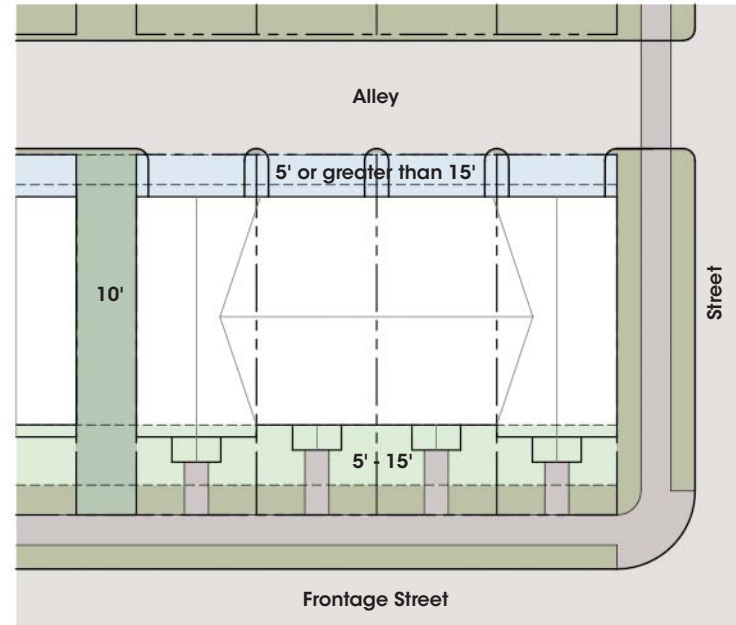 Alley
5' or greater than 15'
10'
Street
5' - 15'
Frontage Street